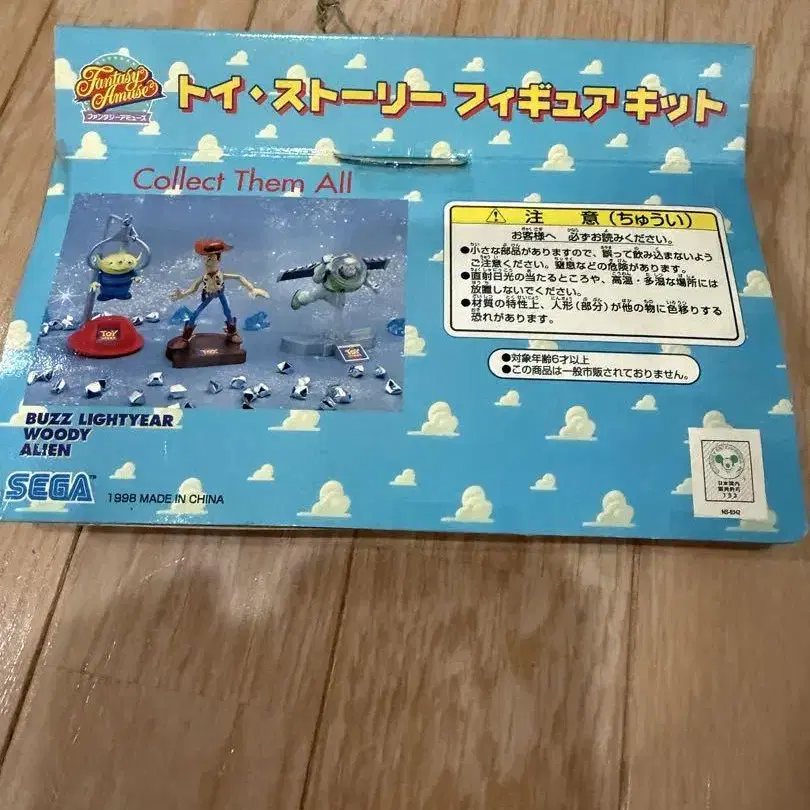 Fantasy Amuse
ファンタジーアミューズ
トイ・ストーリー フィギュア キット
Collect Them All
TOY STORY
BUZZ LIGHTYEAR
WOODY
ALIEN
SEGA
1998 MADE IN CHINA
注 意(ちゅうい)
お客様へ 必ずお読みください。
●小さな部品がありますので、誤って飲み込まないよう
ご注意ください。窒息などの危険があります。
●直射日光の当たるところや、高温・多湿な場所には
放置しないでください。
●材質の特性上、人形(部分)が他の物に色移りする
恐れがあります。
●対象年齢6才以上
●この商品は一般市販されておりません。
日本国内